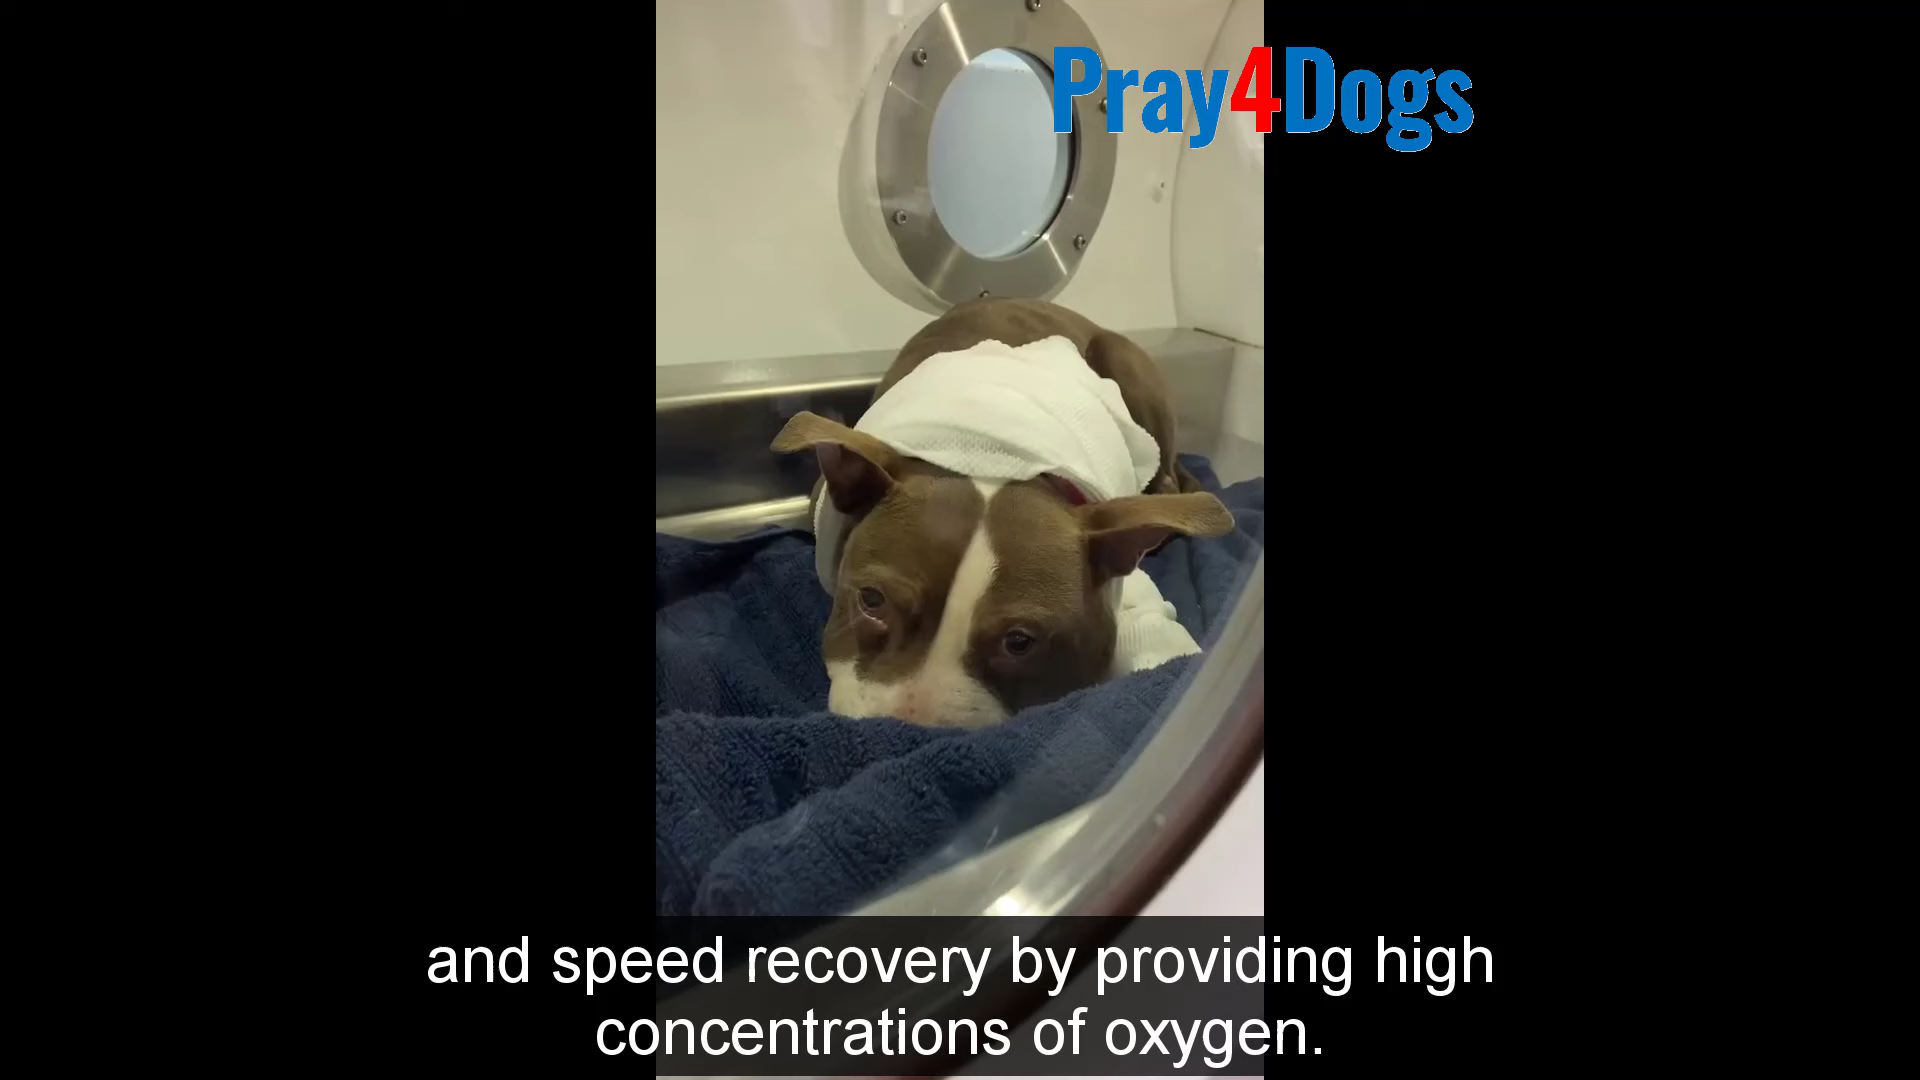 Pray4Dogs
and speed recovery by providing high
concentrations of oxygen.